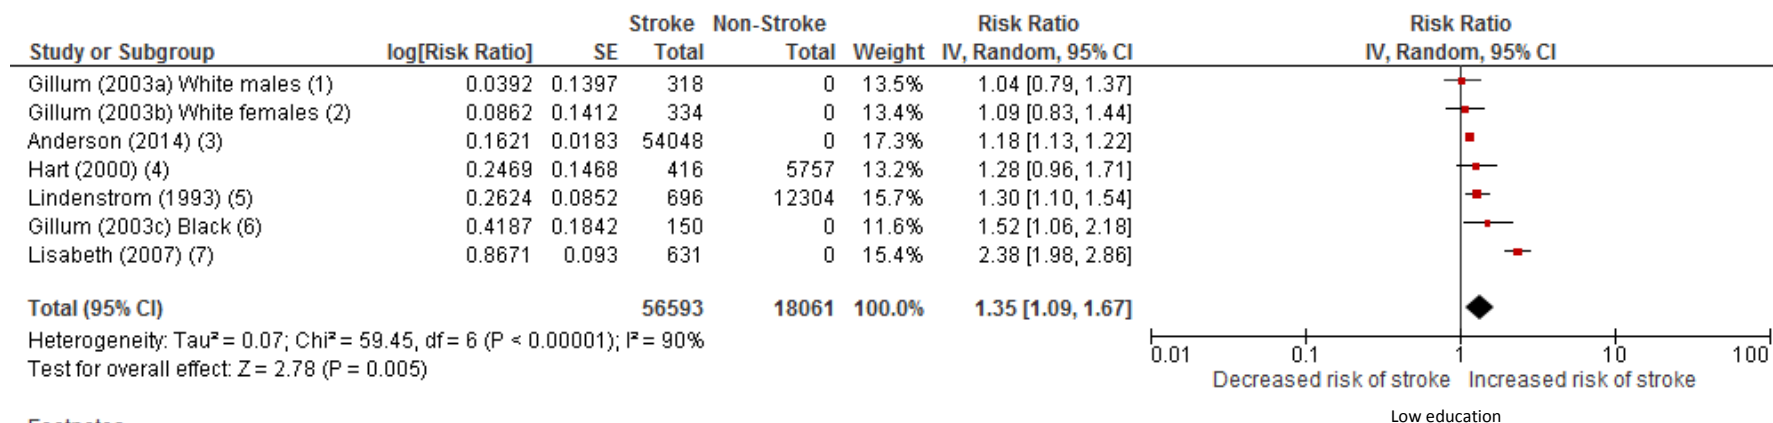 Stroke Non-Stroke Risk Ratio Risk Ratio
Study or Subgroup log[Risk Ratio] SE Total Total Weight IV, Random, 95% CI IV, Random, 95% CI
Gillum (2003a) White males (1) 0.0392 0.1397 318 0 13.5% 1.04 [0.79, 1.37]
Gillum (2003b) White females (2) 0.0862 0.1412 334 0 13.4% 1.09 [0.83, 1.44]
Anderson (2014) (3) 0.1621 0.0183 54048 0 17.3% 1.18 [1.13, 1.22]
Hart (2000) (4) 0.2469 0.1468 416 5757 13.2% 1.28 [0.96, 1.71]
Lindenstrom (1993) (5) 0.2624 0.0852 696 12304 15.7% 1.30 [1.10, 1.54]
Gillum (2003c) Black (6) 0.4187 0.1842 150 0 11.6% 1.52 [1.06, 2.18]
Lisabeth (2007) (7) 0.8671 0.093 631 0 15.4% 2.38 [1.98, 2.86]
Total (95% CI) 56593 18061 100.0% 1.35 [1.09, 1.67]
Heterogeneity: Tau² = 0.07; Chi² = 59.45, df = 6 (P < 0.00001); I² = 90%
Test for overall effect: Z = 2.78 (P = 0.005)
0.01 0.1 1 10 100
Decreased risk of stroke Increased risk of stroke
Low education